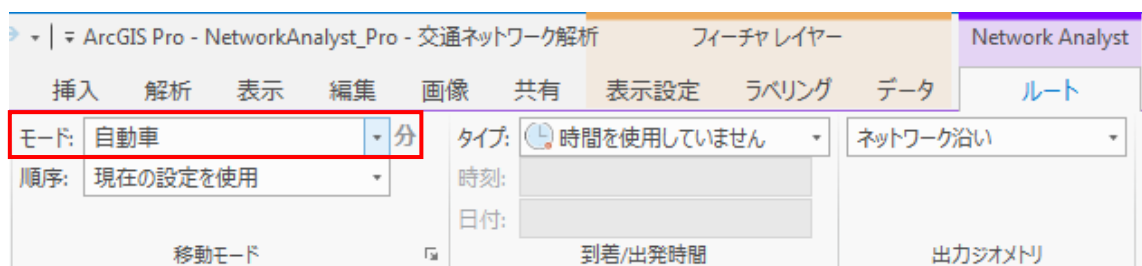 ArcGIS Pro - NetworkAnalyst_Pro - 交通ネットワーク解析 フィーチャ レイヤー Network Analyst
挿入 解析 表示 編集 画像 共有 表示設定 ラベリング データ ルート
モード: 自動車 分 タイプ: 時間を使用していません ネットワーク沿い
順序: 現在の設定を使用 時刻:
日付:
移動モード 到着/出発時間 出力ジオメトリ